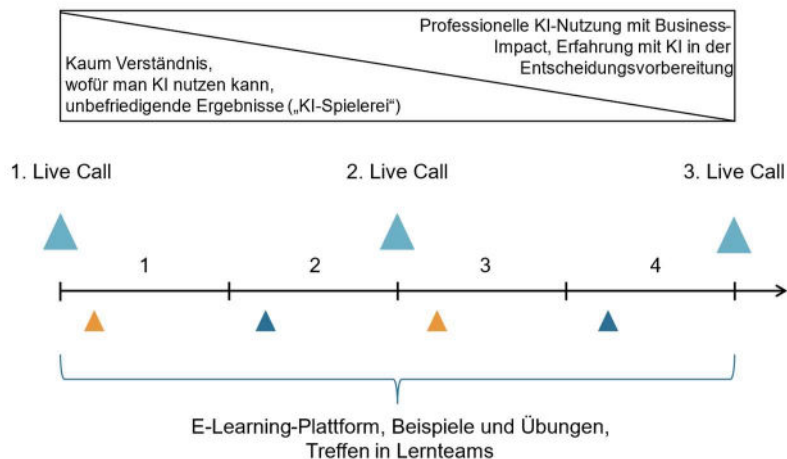 Professionelle KI-Nutzung mit Business-
Impact, Erfahrung mit KI in der
Entscheidungsvorbereitung
Kaum Verständnis,
wofür man KI nutzen kann,
unbefriedigende Ergebnisse („KI-Spielerei“)
1. Live Call
2. Live Call
3. Live Call
1
2
3
4
E-Learning-Plattform, Beispiele und Übungen,
Treffen in Lernteams